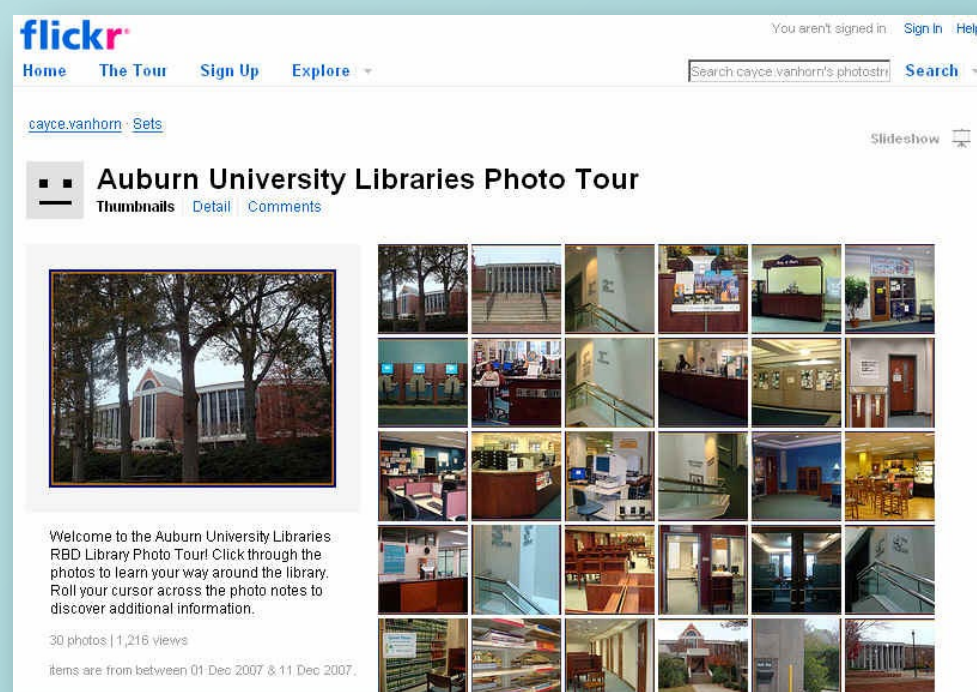 flickr
You aren't signed in Sign In Help
Home The Tour Sign Up Explore
Search cayce.vanhorn's photostr Search
cayce.vanhorn Sets
Slideshow
Auburn University Libraries Photo Tour
Thumbnails Detail Comments
Welcome to the Auburn University Libraries
RBD Library Photo Tour! Click through the
photos to learn your way around the library.
Roll your cursor across the photo notes to
discover additional information.
30 photos | 1,216 views
items are from between 01 Dec 2007 & 11 Dec 2007.